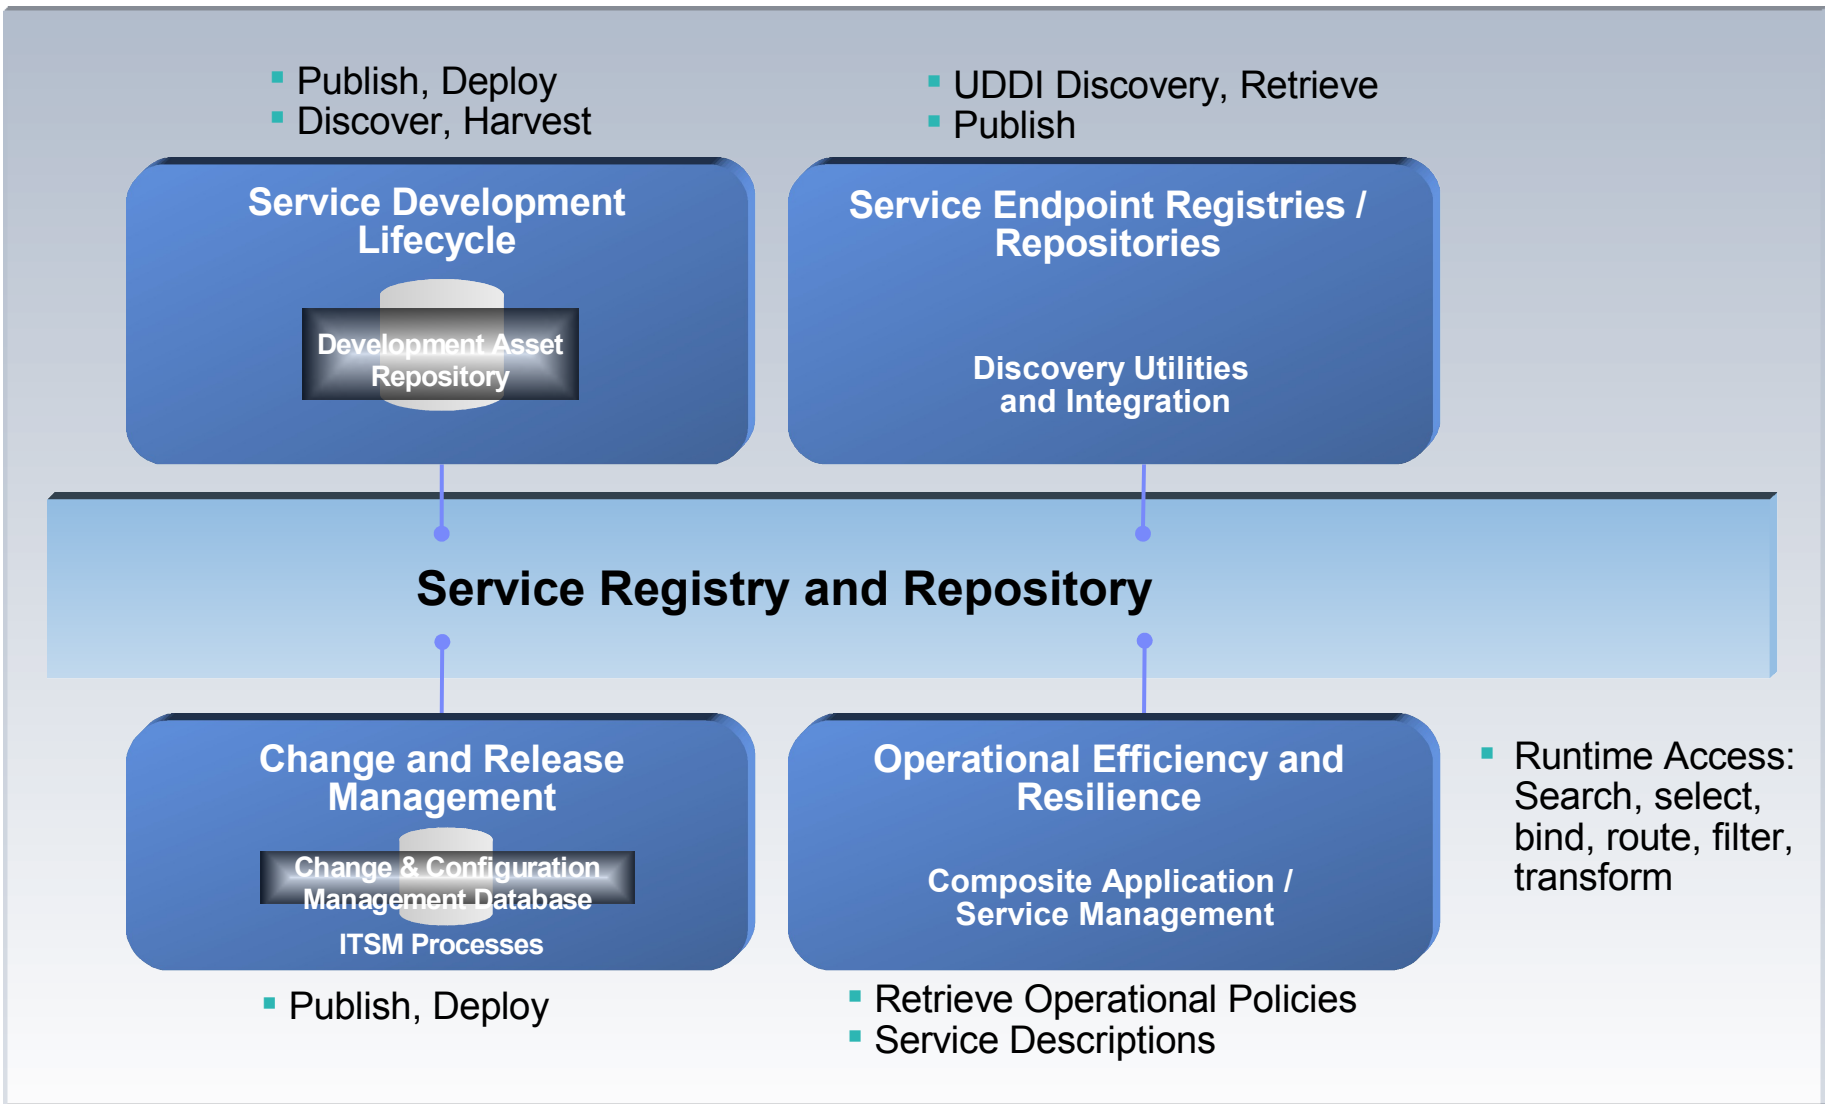 Publish, Deploy
Discover, Harvest
UDDI Discovery, Retrieve
Publish
Service Development
Lifecycle
Development Asset
Repository
Service Endpoint Registries /
Repositories
Discovery Utilities
and Integration
Service Registry and Repository
Change and Release
Management
Change & Configuration
Management Database
ITSM Processes
Publish, Deploy
Operational Efficiency and
Resilience
Composite Application /
Service Management
Retrieve Operational Policies
Service Descriptions
Runtime Access:
Search, select,
bind, route, filter,
transform